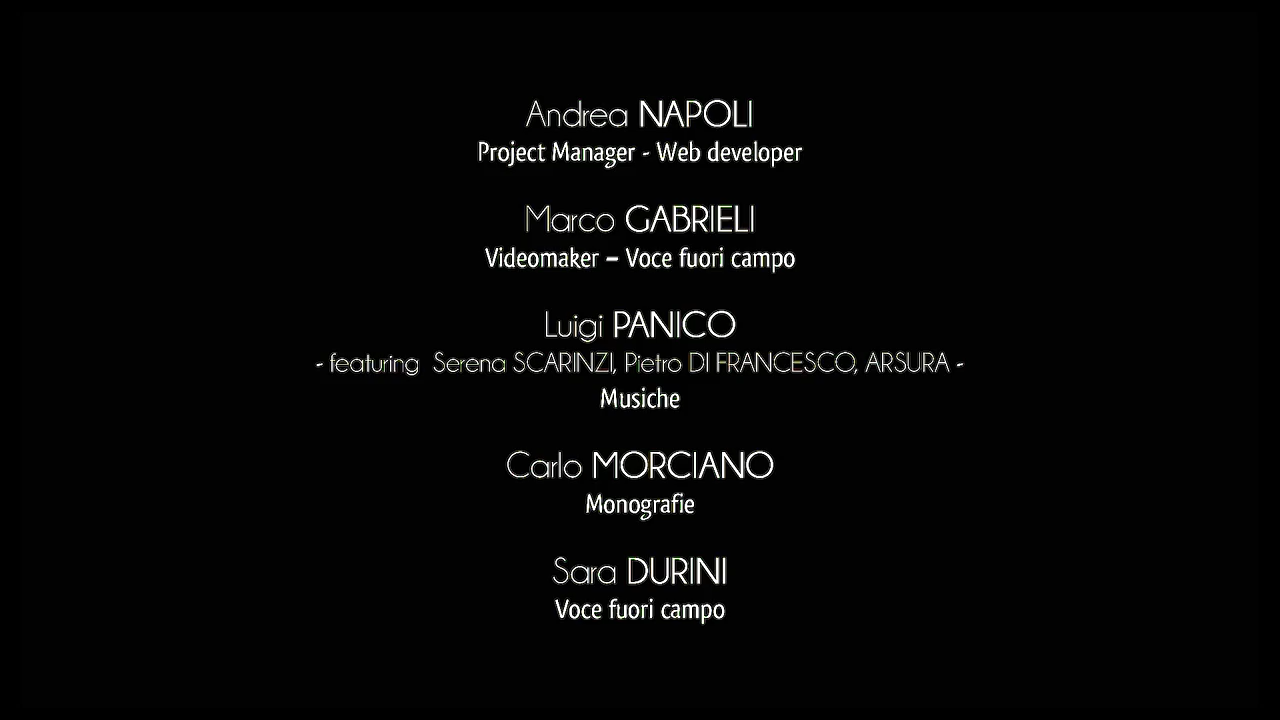 Andrea NAPOLI
Project Manager - Web developer
Marco GABRIELI
Videomaker – Voce fuori campo
Luigi PANICO
- featuring Serena SCARINZI, Pietro DI FRANCESCO, ARSURA -
Musiche
Carlo MORCIANO
Monografie
Sara DURINI
Voce fuori campo